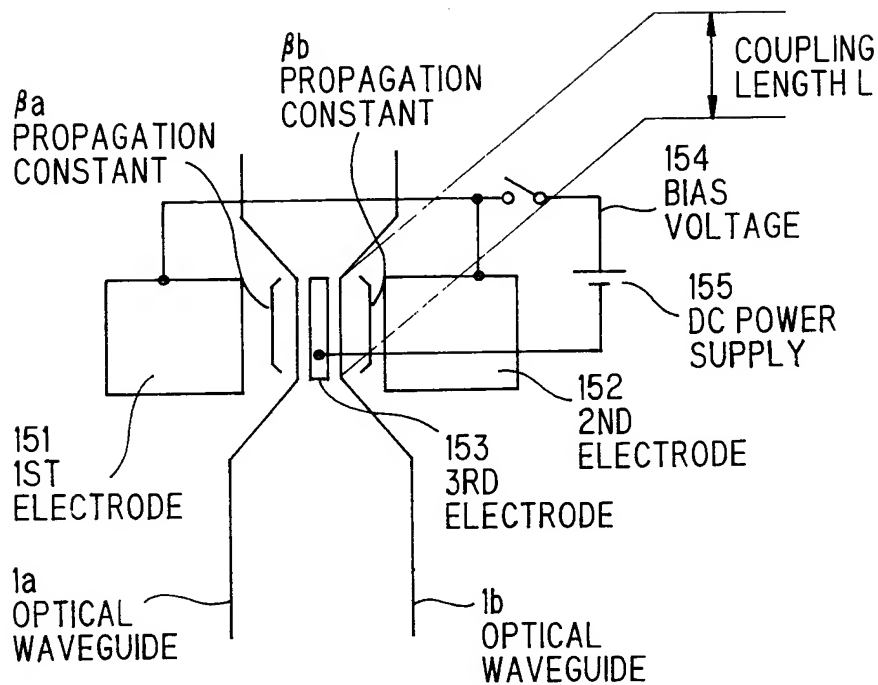 βa
PROPAGATION
CONSTANT
βb
PROPAGATION
CONSTANT
COUPLING
LENGTH L
154
BIAS
VOLTAGE
155
DC POWER
SUPPLY
151
1ST
ELECTRODE
153
3RD
ELECTRODE
152
2ND
ELECTRODE
1a
OPTICAL
WAVEGUIDE
1b
OPTICAL
WAVEGUIDE